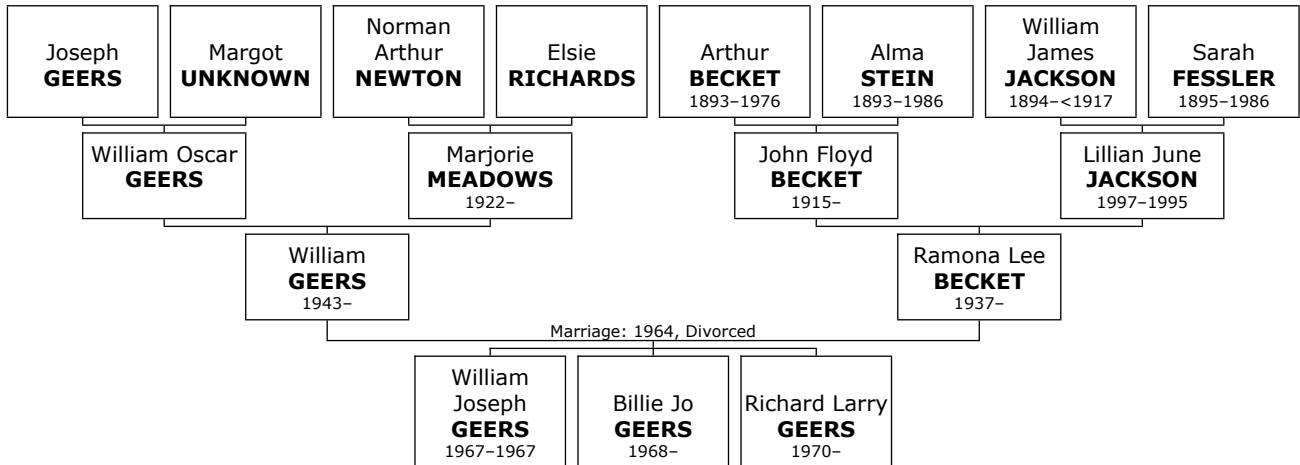 Joseph
GEERS
Margot
UNKNOWN
Norman
Arthur
NEWTON
Elsie
RICHARDS
Arthur
BECKET
1893–1976
Alma
STEIN
1893–1986
William
James
JACKSON
1894–<1917
Sarah
FESSLER
1895–1986
William Oscar
GEERS
Marjorie
MEADOWS
1922–
John Floyd
BECKET
1915–
Lillian June
JACKSON
1997–1995
William
GEERS
1943–
Ramona Lee
BECKET
1937–
Marriage: 1964, Divorced
William
Joseph
GEERS
1967–1967
Billie Jo
GEERS
1968–
Richard Larry
GEERS
1970–